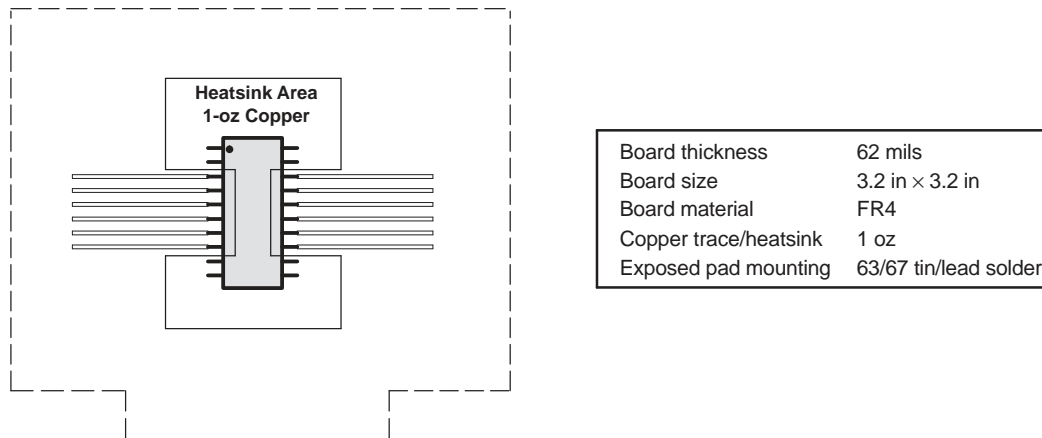 Heatsink Area
1-oz Copper
Board thickness 62 mils
Board size 3.2 in × 3.2 in
Board material FR4
Copper trace/heatsink 1 oz
Exposed pad mounting 63/67 tin/lead solder